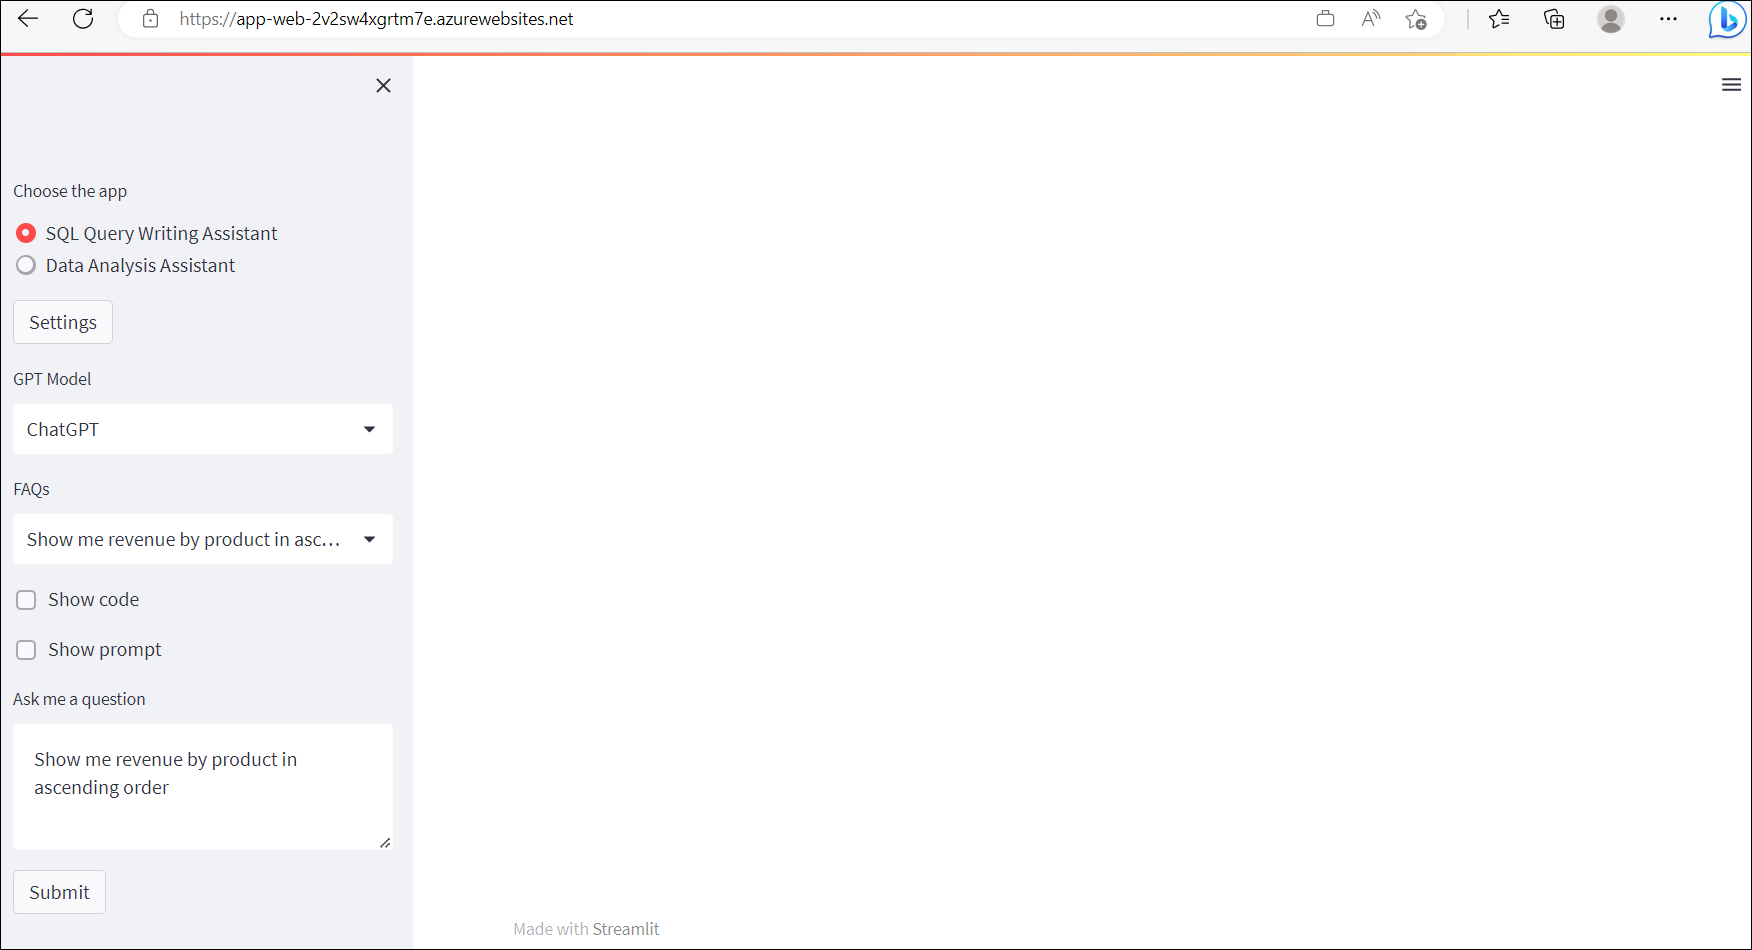 https://app-web-2v2sw4xgrtm7e.azurewebsites.net
Choose the app
SQL Query Writing Assistant
Data Analysis Assistant
Settings
GPT Model
ChatGPT
FAQs
Show me revenue by product in asc...
Show code
Show prompt
Ask me a question
Show me revenue by product in
ascending order
Submit
Made with Streamlit